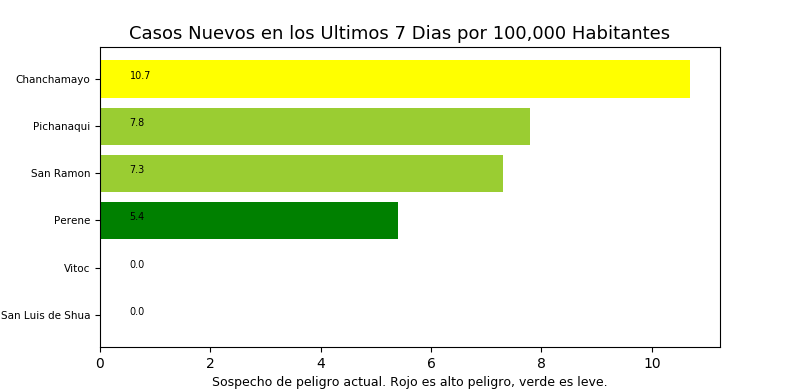 Casos Nuevos en los Ultimos 7 Dias por 100,000 Habitantes
Chanchamayo 10.7
Pichanaqui 7.8
San Ramon 7.3
Perene 5.4
Vitoc 0.0
San Luis de Shua 0.0
0 2 4 6 8 10
Sospecho de peligro actual. Rojo es alto peligro, verde es leve.